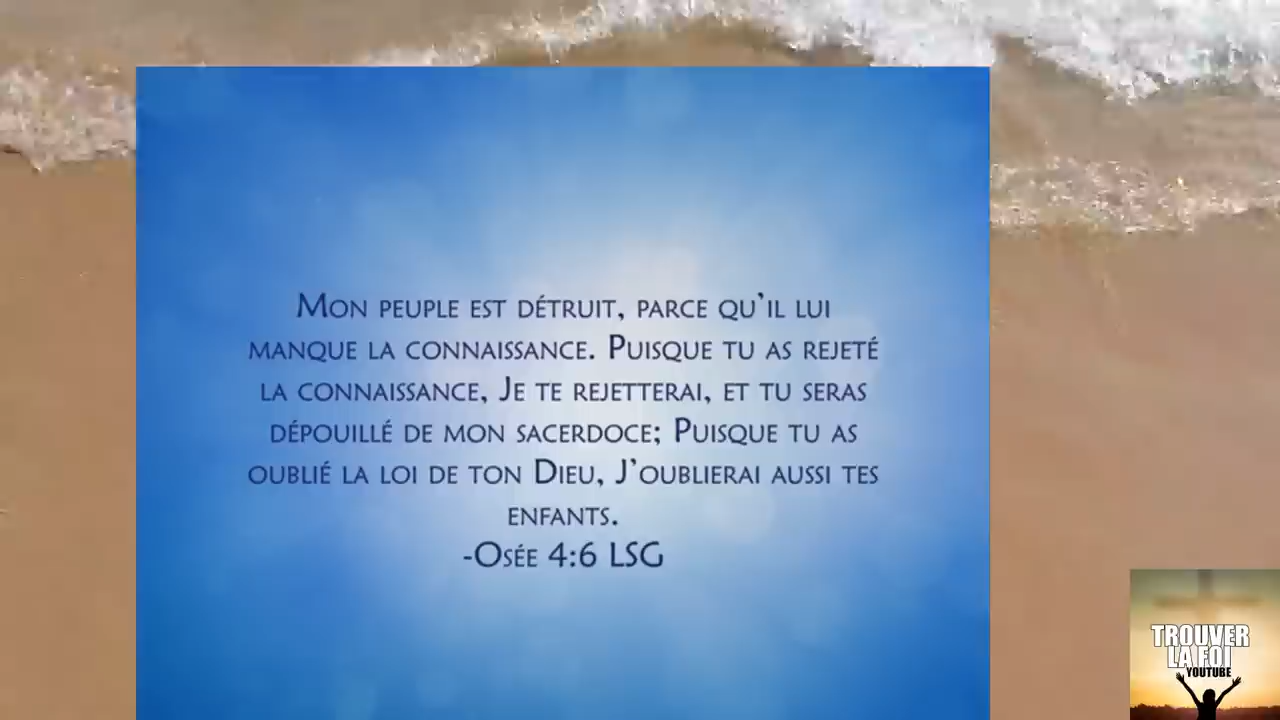 Mon peuple est détruit, parce qu'il lui
manque la connaissance. Puisque tu as rejeté
la connaissance, Je te rejetterai, et tu seras
dépouillé de mon sacerdoce; Puisque tu as
oublié la loi de ton Dieu, J'oublierai aussi tes
enfants.
-Osée 4:6 LSG
TROUVER
LA FOI
YOUTUBE